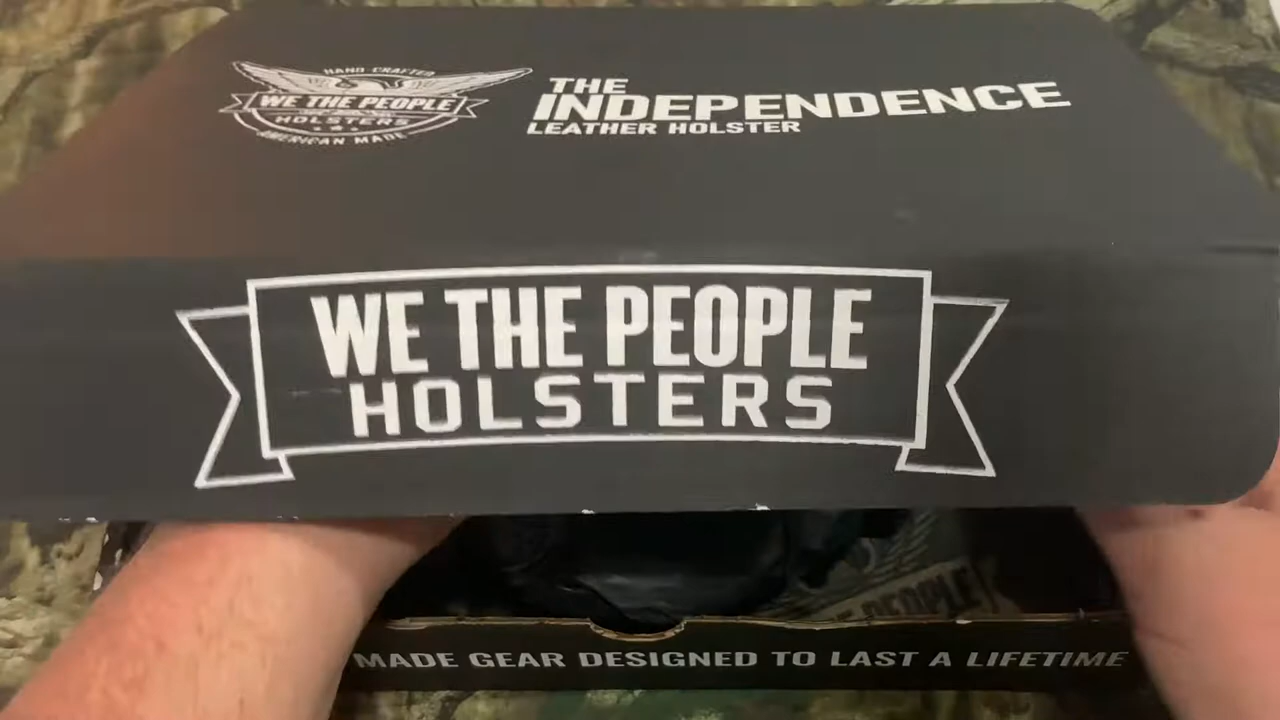 HAND CRAFTED
WE THE PEOPLE
HOLSTERS
AMERICAN MADE
THE
INDEPENDENCE
LEATHER HOLSTER
WE THE PEOPLE
HOLSTERS
PEOPLE
MADE GEAR DESIGNED TO LAST A LIFETIME